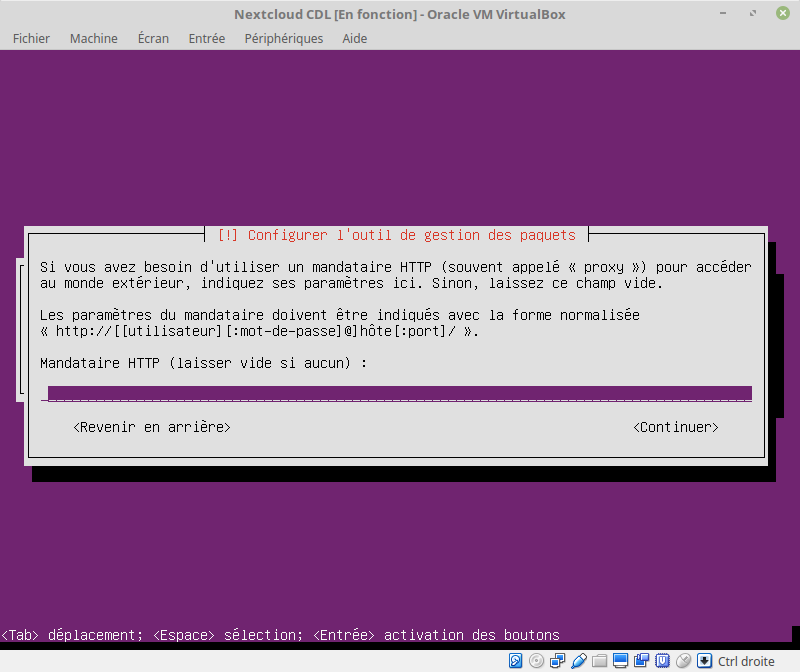 Nextcloud CDL [En fonction] - Oracle VM VirtualBox
Fichier Machine Écran Entrée Périphériques Aide
[!] Configurer l'outil de gestion des paquets
Si vous avez besoin d'utiliser un mandataire HTTP (souvent appelé « proxy ») pour accéder
au monde extérieur, indiquez ses paramètres ici. Sinon, laissez ce champ vide.
Les paramètres du mandataire doivent être indiqués avec la forme normalisée
« http://[[utilisateur][:mot-de-passe]@]hôte[:port]/ ».
Mandataire HTTP (laisser vide si aucun) :
<Revenir en arrière> <Continuer>
<Tab> déplacement; <Espace> sélection; <Entrée> activation des boutons
Ctrl droite